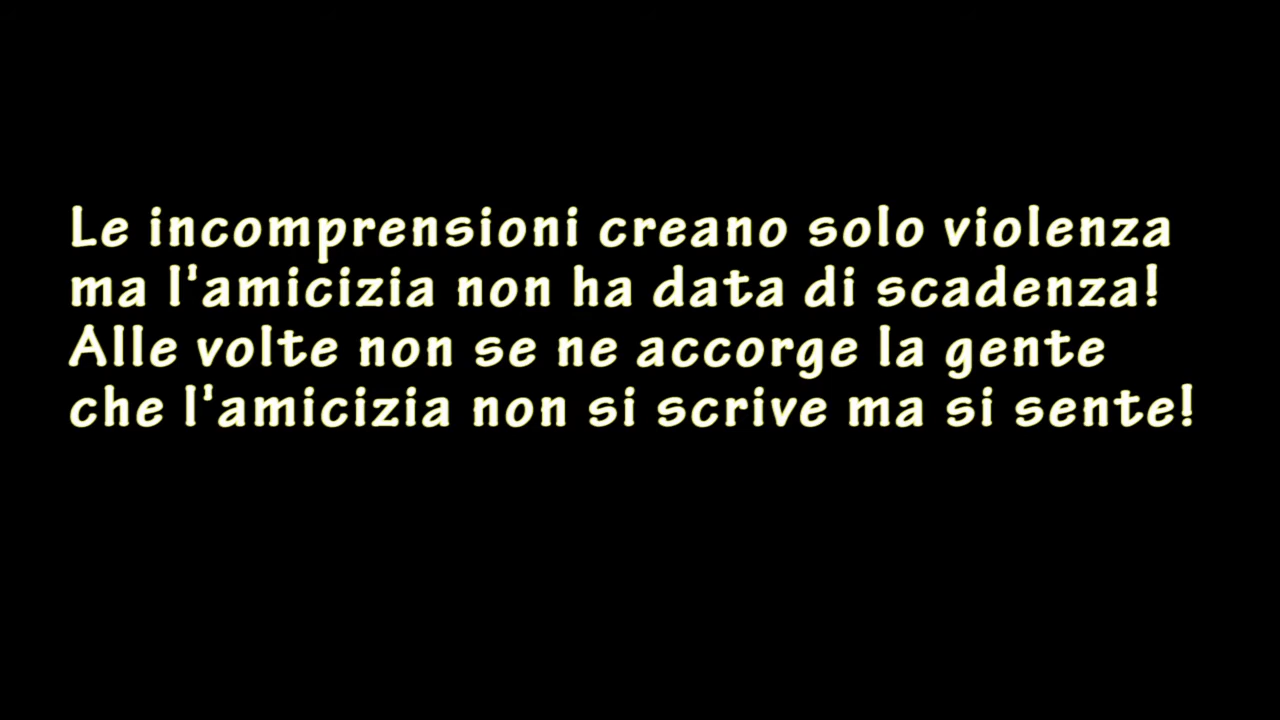 Le incomprensioni creano solo violenza
ma l'amicizia non ha data di scadenza!
Alle volte non se ne accorge la gente
che l'amicizia non si scrive ma si sente!